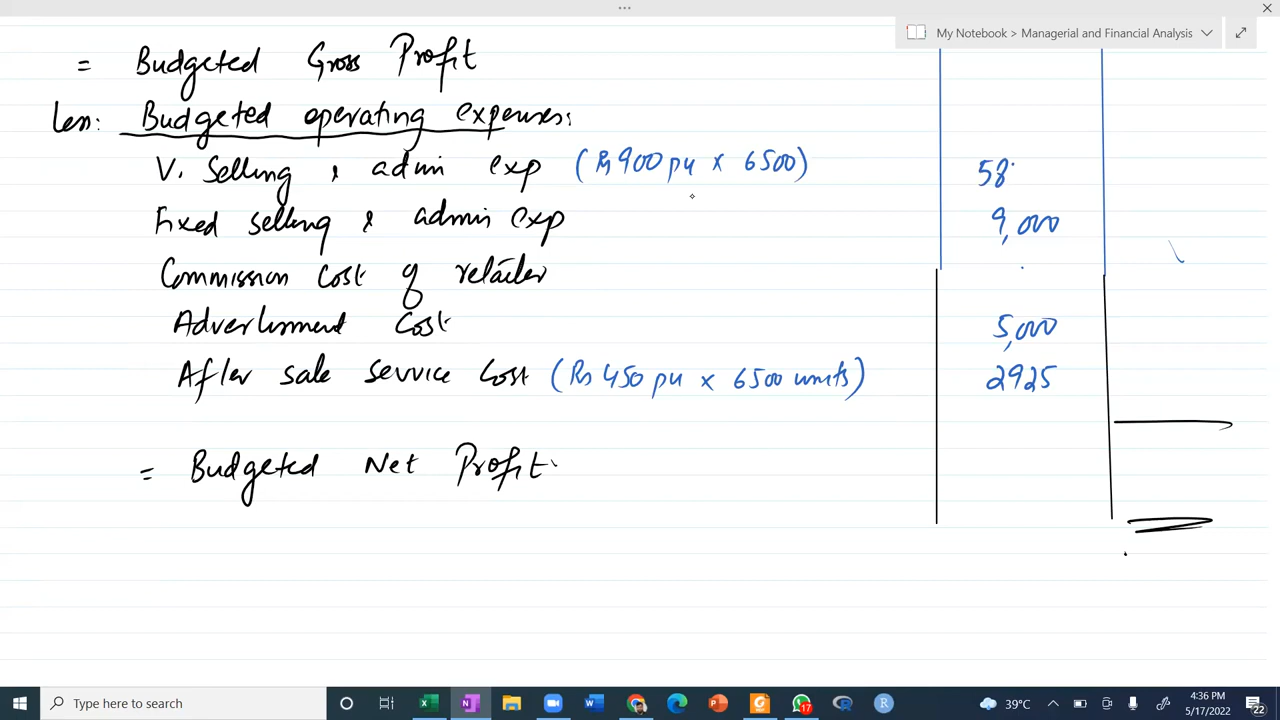 My Notebook > Managerial and Financial Analysis
= Budgeted Gross Profit
Less: Budgeted operating expenses:
V. Selling & admin exp (Rs 900 pu x 6500) 58
Fixed selling & admin exp 9,000
Commission Cost of retailer
Advertisment Cost 5,000
After sale service Cost (Rs 450 pu x 6500 units) 2925
= Budgeted Net Profit
Type here to search
17
39°C
4:36 PM
5/17/2022
22